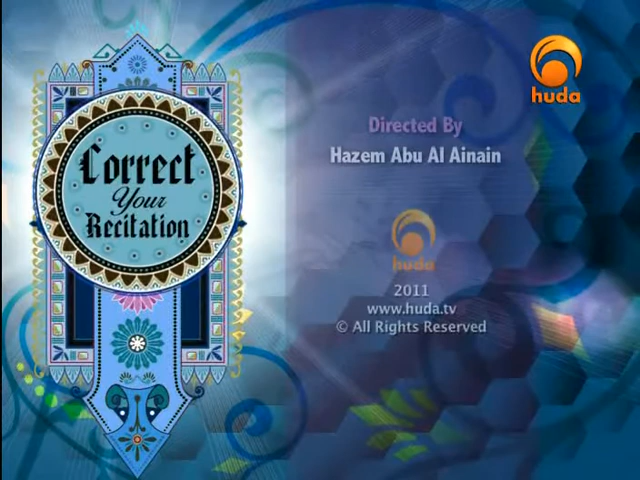 Correct
Your
Recitation
huda
Directed By
Hazem Abu Al Ainain
huda
2011
www.huda.tv
© All Rights Reserved